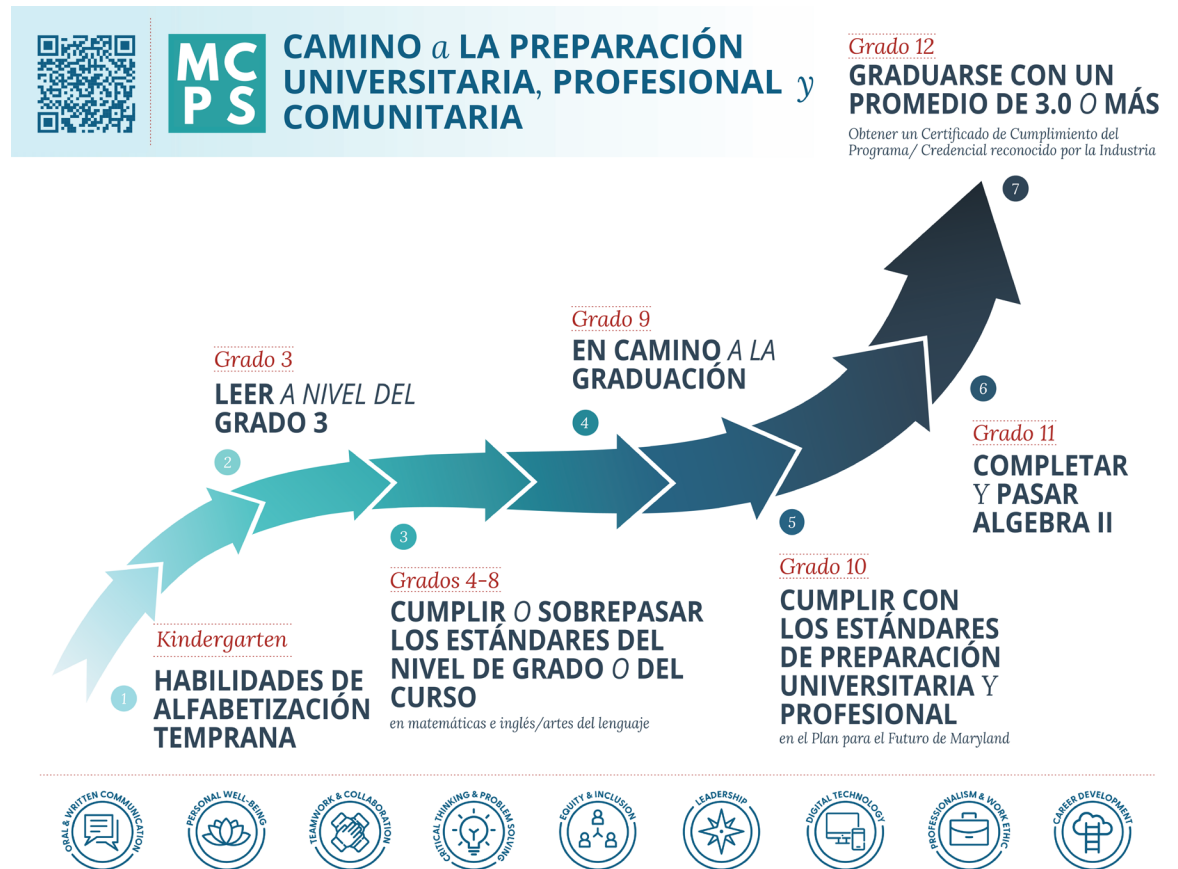 MC
PS
CAMINO a LA PREPARACIÓN
UNIVERSITARIA, PROFESIONAL y
COMUNITARIA
Grado 12
GRADUARSE CON UN
PROMEDIO DE 3.0 O MÁS
Obtener un Certificado de Cumplimiento del
Programa/ Credencial reconocido por la Industria
7
Grado 9
EN CAMINO A LA
GRADUACIÓN
4
Grado 3
LEER A NIVEL DEL
GRADO 3
2
6
Grado 11
COMPLETAR
Y PASAR
ALGEBRA II
3
Grados 4-8
CUMPLIR O SOBREPASAR
LOS ESTÁNDARES DEL
NIVEL DE GRADO O DEL
CURSO
en matemáticas e inglés/artes del lenguaje
5
Grado 10
CUMPLIR CON
LOS ESTÁNDARES
DE PREPARACIÓN
UNIVERSITARIA Y
PROFESIONAL
en el Plan para el Futuro de Maryland
Kindergarten
1
HABILIDADES DE
ALFABETIZACIÓN
TEMPRANA
ORAL & WRITTEN COMMUNICATION
PERSONAL WELL-BEING
TEAMWORK & COLLABORATION
CRITICAL THINKING & PROBLEM SOLVING
EQUITY & INCLUSION
LEADERSHIP
DIGITAL TECHNOLOGY
PROFESSIONALISM & WORK ETHIC
CAREER DEVELOPMENT